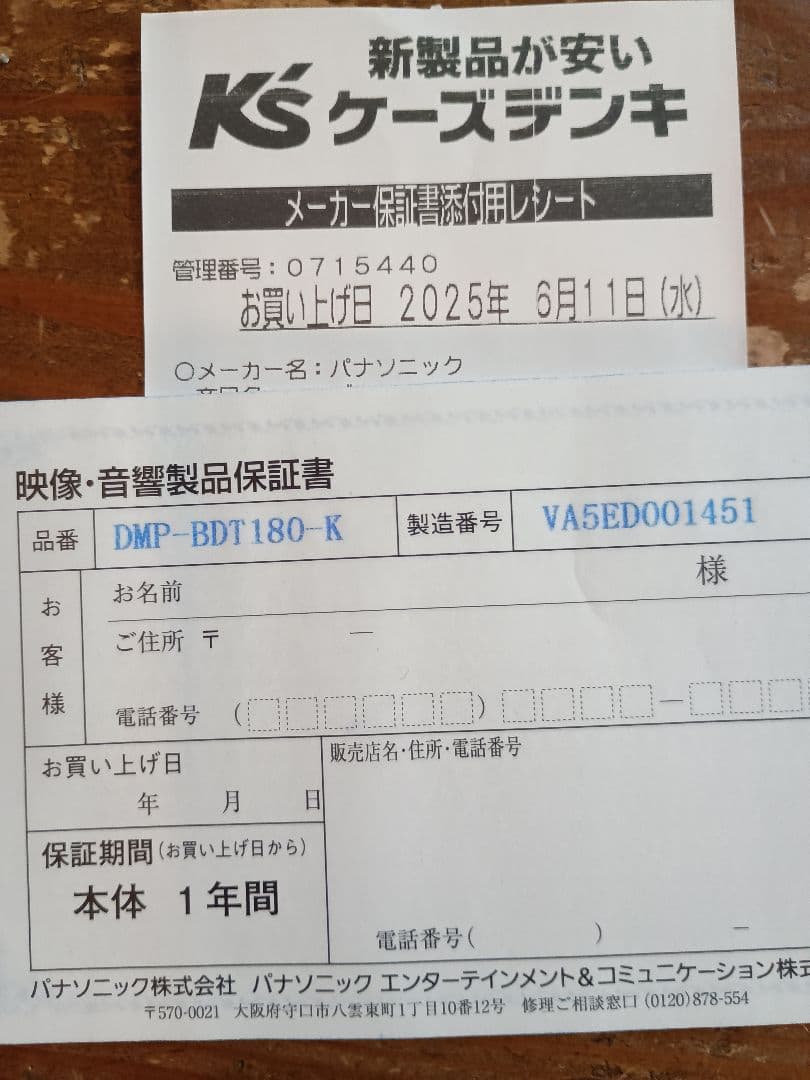 新製品が安い
K's ケーズデンキ
メーカー保証書添付用レシート
管理番号：0715440
お買い上げ日 2025年 6月11日（水）
○メーカー名：パナソニック
映像・音響製品保証書
品番 DMP-BDT180-K 製造番号 VA5ED001451
お客様
お名前 様
ご住所 〒 －
電話番号 （ ） －
お買い上げ日
年 月 日
販売店名・住所・電話番号
保証期間（お買い上げ日から）
本体 1年間
電話番号（ ） －
パナソニック株式会社 パナソニック エンターテインメント&コミュニケーション株式
〒570-0021 大阪府守口市八雲東町1丁目10番12号 修理ご相談窓口 (0120)878-554